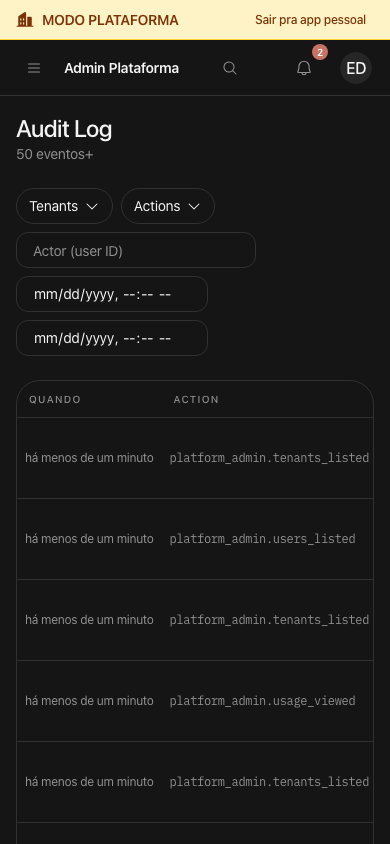 MODO PLATAFORMA
Sair pra app pessoal
Admin Plataforma
2
ED
Audit Log
50 eventos+
Tenants
Actions
Actor (user ID)
mm/dd/yyyy, --:-- --
mm/dd/yyyy, --:-- --
QUANDO ACTION
há menos de um minuto platform_admin.tenants_listed
há menos de um minuto platform_admin.users_listed
há menos de um minuto platform_admin.tenants_listed
há menos de um minuto platform_admin.usage_viewed
há menos de um minuto platform_admin.tenants_listed